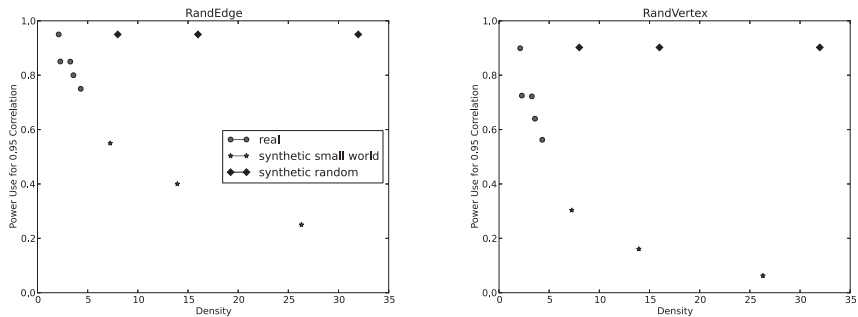 RandEdge
1.0
0.8
0.6
0.4
0.2
0.0
Power Use for 0.95 Correlation
real
synthetic small world
synthetic random
0 5 10 15 20 25 30 35
Density
RandVertex
1.0
0.8
0.6
0.4
0.2
0.0
Power Use for 0.95 Correlation
0 5 10 15 20 25 30 35
Density